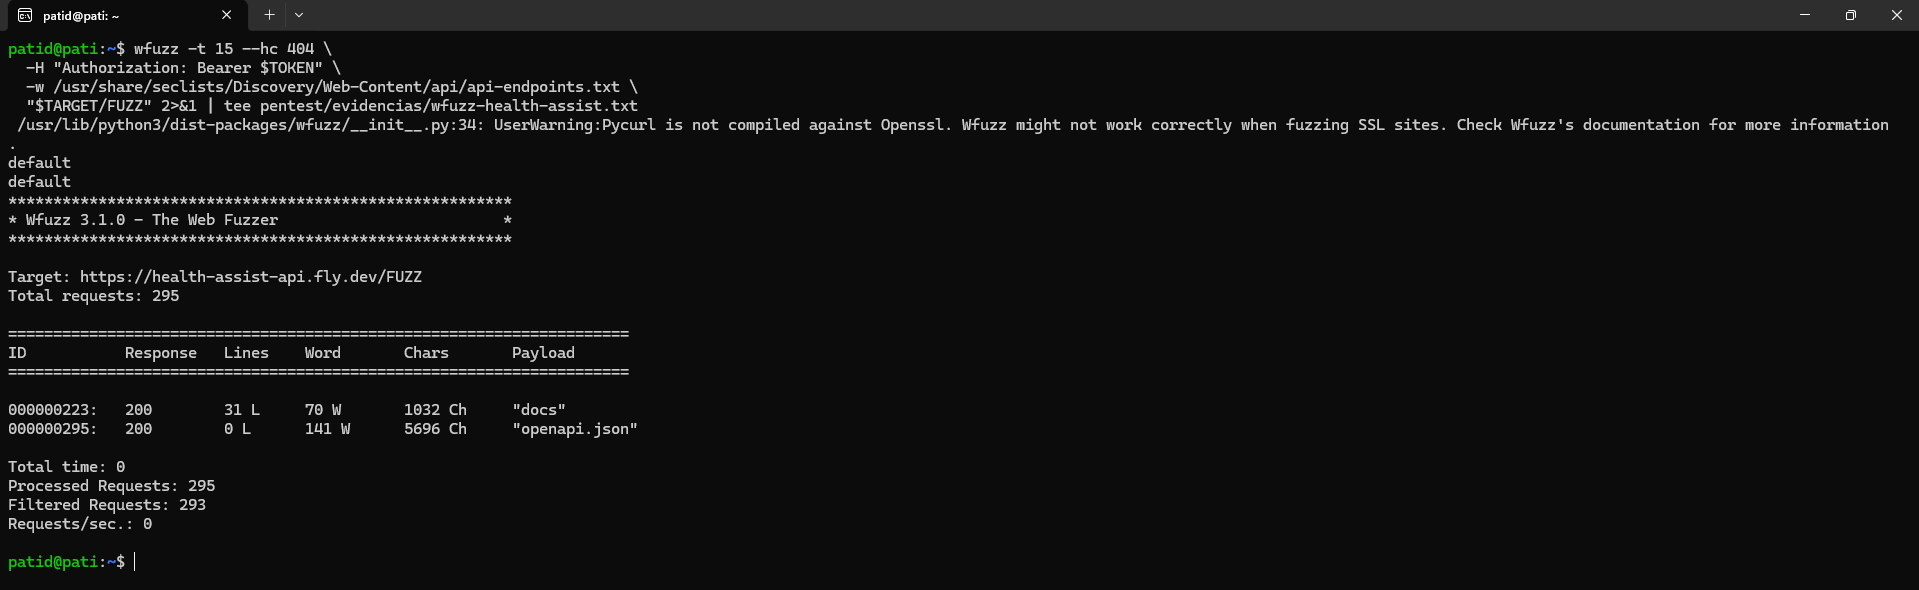 patid@pati: ~
patid@pati:~$ wfuzz -t 15 --hc 404 \
-H "Authorization: Bearer $TOKEN" \
-w /usr/share/seclists/Discovery/Web-Content/api/api-endpoints.txt \
"$TARGET/FUZZ" 2>&1 | tee pentest/evidencias/wfuzz-health-assist.txt
/usr/lib/python3/dist-packages/wfuzz/__init__.py:34: UserWarning:Pycurl is not compiled against Openssl. Wfuzz might not work correctly when fuzzing SSL sites. Check Wfuzz's documentation for more information
.
default
default
********************************************************
* Wfuzz 3.1.0 - The Web Fuzzer                         *
********************************************************
Target: https://health-assist-api.fly.dev/FUZZ
Total requests: 295
=====================================================================
ID           Response   Lines    Word       Chars       Payload
=====================================================================
000000223:   200        31 L     70 W       1032 Ch     "docs"
000000295:   200        0 L      141 W      5696 Ch     "openapi.json"
Total time: 0
Processed Requests: 295
Filtered Requests: 293
Requests/sec.: 0
patid@pati:~$